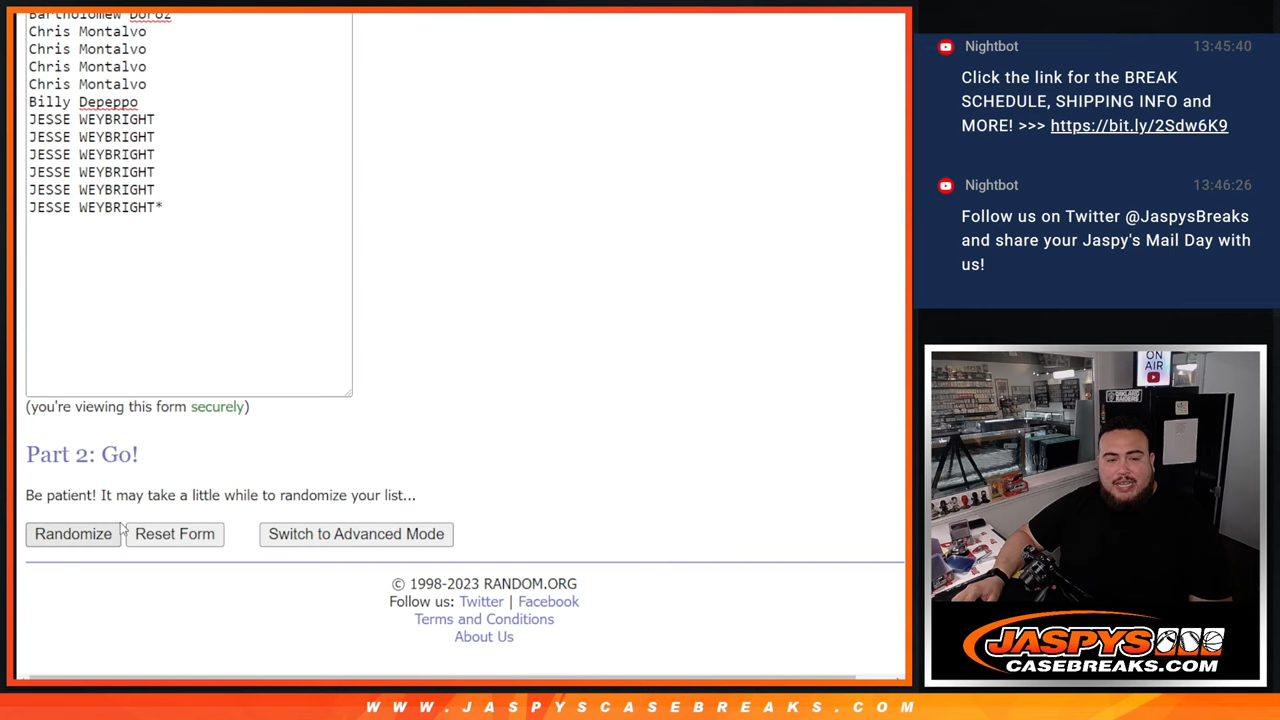 Bartholomew Doroz
Chris Montalvo
Chris Montalvo
Chris Montalvo
Chris Montalvo
Billy Depeppo
JESSE WEYBRIGHT
JESSE WEYBRIGHT
JESSE WEYBRIGHT
JESSE WEYBRIGHT
JESSE WEYBRIGHT
JESSE WEYBRIGHT*
(you're viewing this form securely)
Part 2: Go!
Be patient! It may take a little while to randomize your list...
Randomize
Reset Form
Switch to Advanced Mode
© 1998-2023 RANDOM.ORG
Follow us: Twitter | Facebook
Terms and Conditions
About Us
Nightbot 13:45:40
Click the link for the BREAK
SCHEDULE, SHIPPING INFO and
MORE! >>> https://bit.ly/2Sdw6K9
Nightbot 13:46:26
Follow us on Twitter @JaspysBreaks
and share your Jaspy's Mail Day with
us!
ON
AIR
OAKLAND
RAIDERS
JASPYS
CASEBREAKS.COM
WWW.JASPYSCASEBREAKS.COM